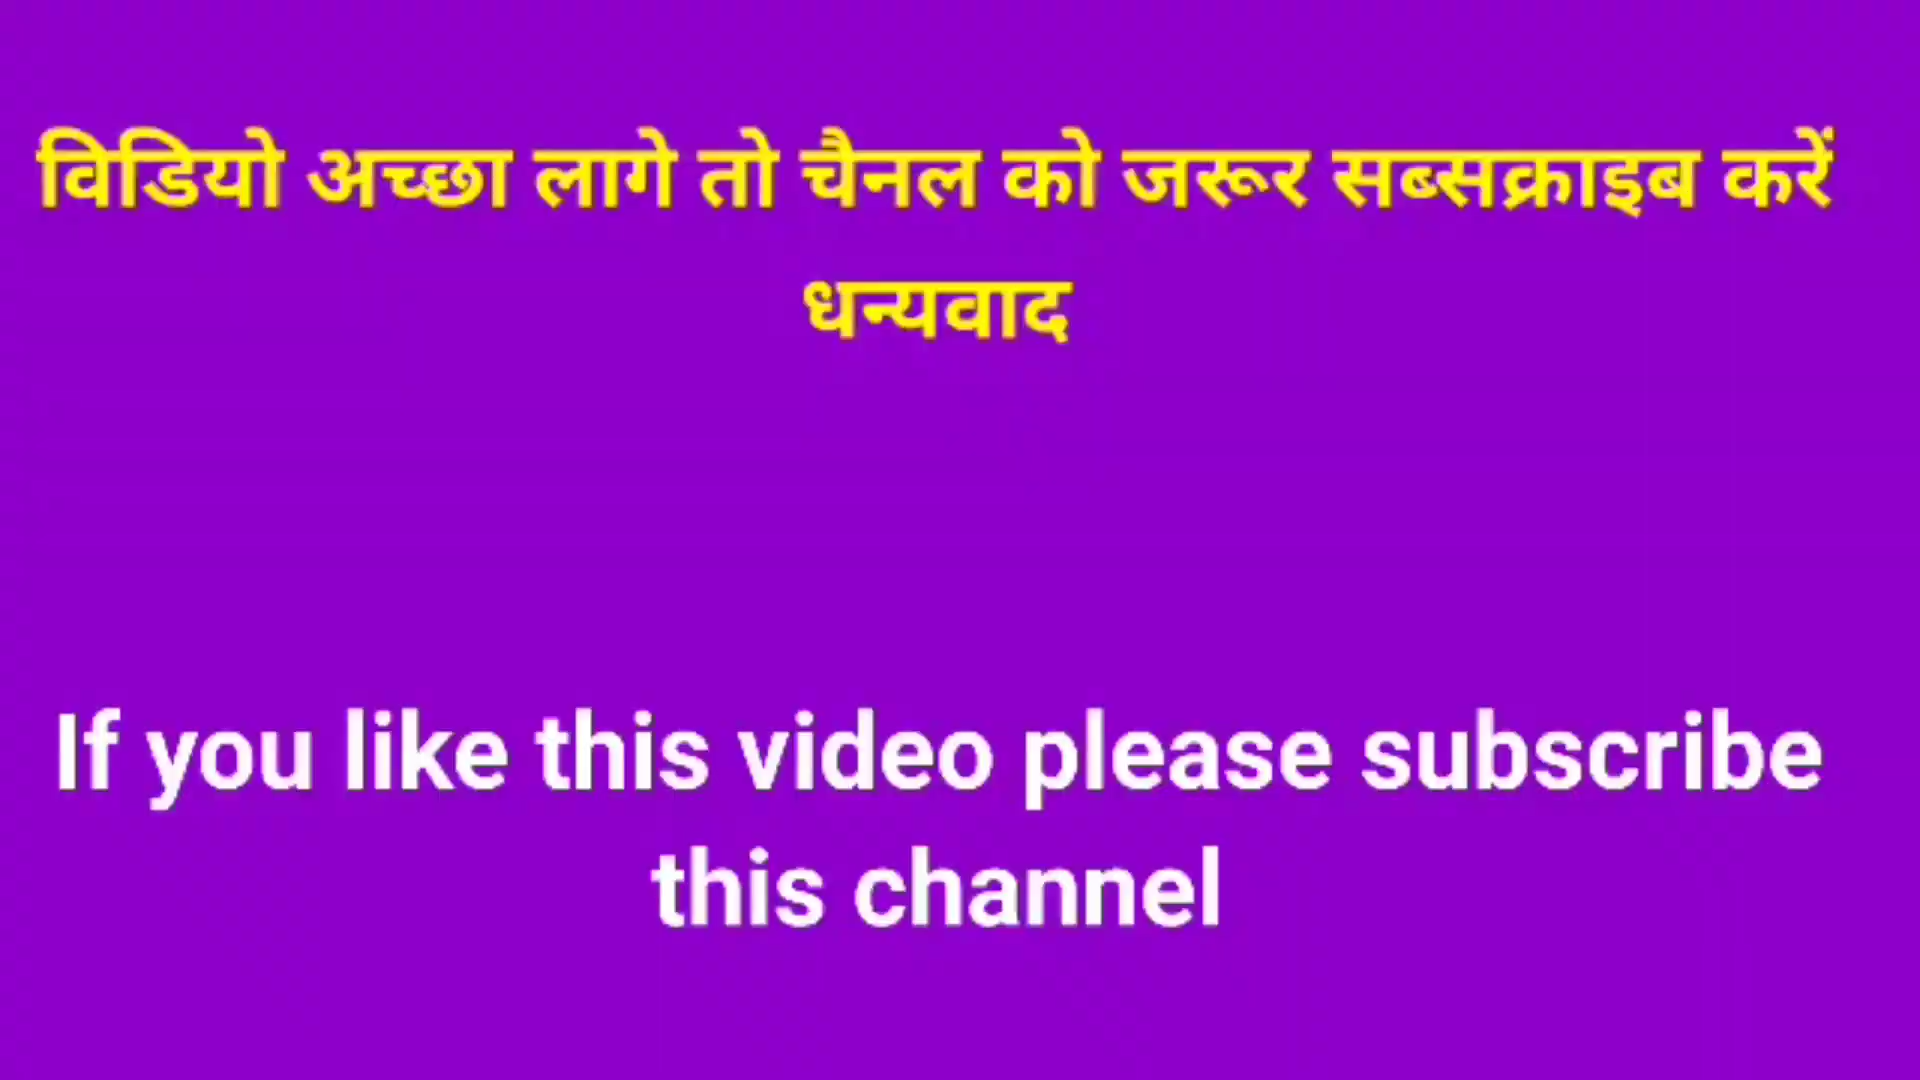 विडियो अच्छा लागे तो चैनल को जरूर सब्सक्राइब करें
धन्यवाद
If you like this video please subscribe
this channel